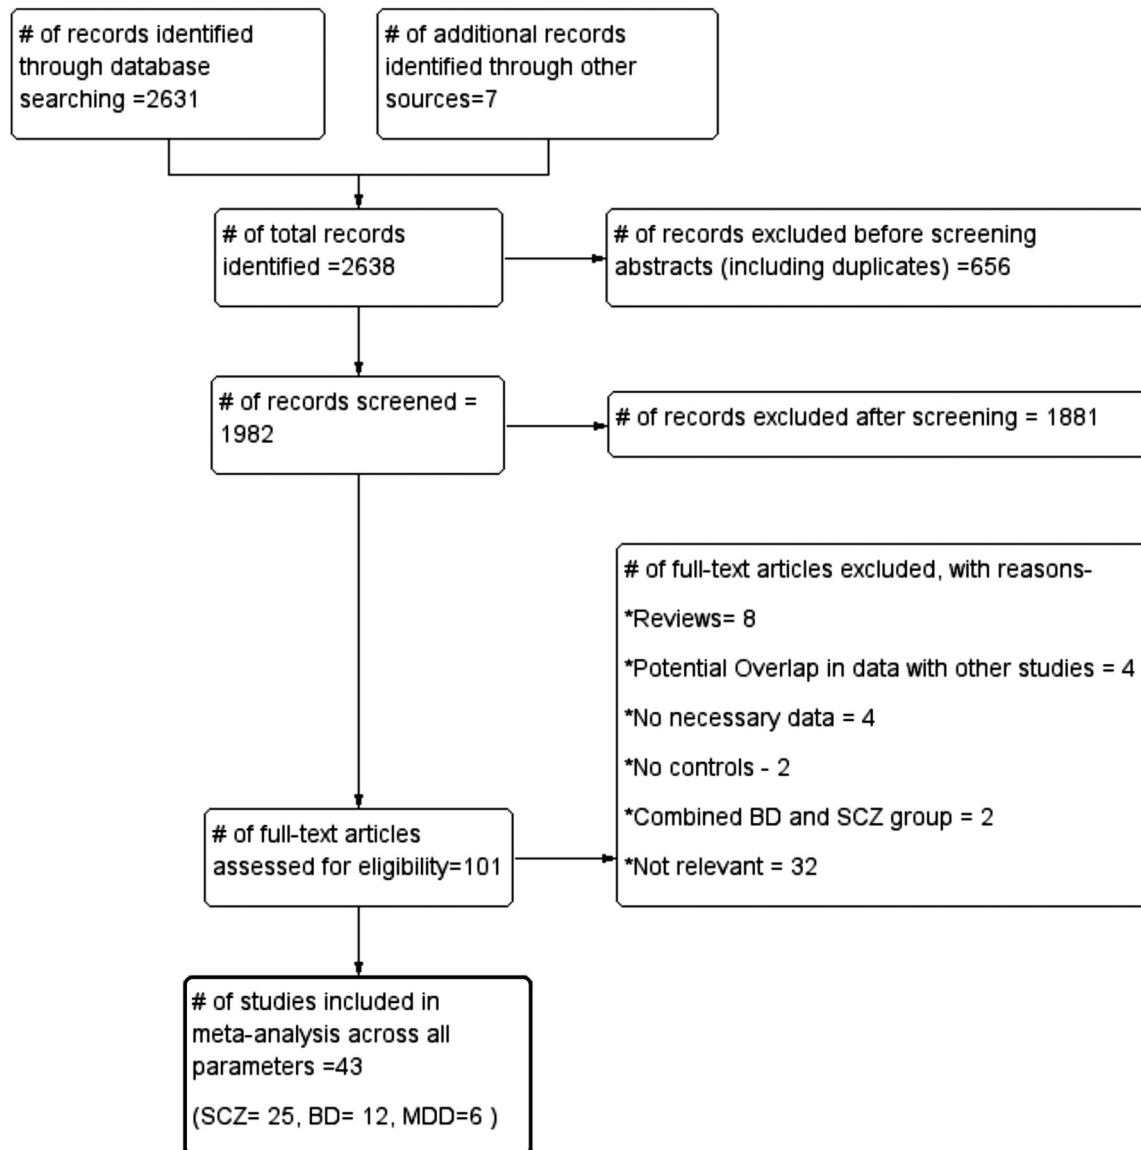 # of records identified
through database
searching =2631
# of additional records
identified through other
sources=7
# of total records
identified =2638
# of records excluded before screening
abstracts (including duplicates) =656
# of records screened =
1982
# of records excluded after screening = 1881
# of full-text articles excluded, with reasons-
*Reviews= 8
*Potential Overlap in data with other studies = 4
*No necessary data = 4
*No controls - 2
*Combined BD and SCZ group = 2
*Not relevant = 32
# of full-text articles
assessed for eligibility=101
# of studies included in
meta-analysis across all
parameters =43
(SCZ= 25, BD= 12, MDD=6 )